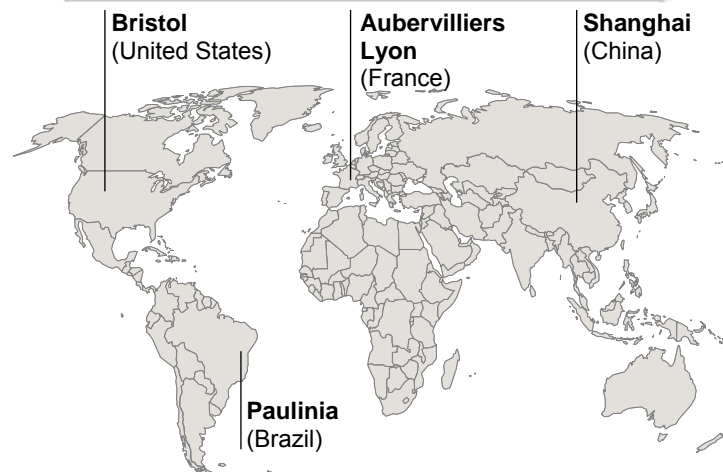 Bristol
(United States)
Aubervilliers
Lyon
(France)
Shanghai
(China)
Paulinia
(Brazil)